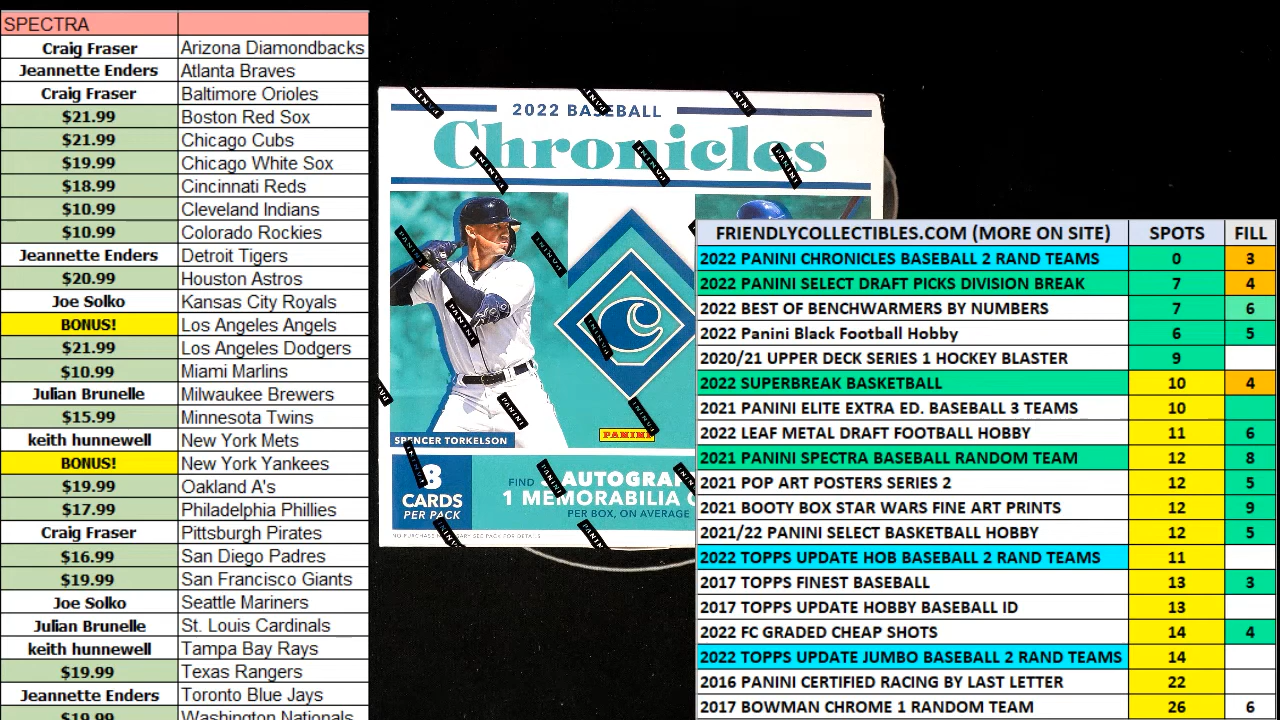 SPECTRA
Craig Fraser Arizona Diamondbacks
Jeannette Enders Atlanta Braves
Craig Fraser Baltimore Orioles
$21.99 Boston Red Sox
$21.99 Chicago Cubs
$19.99 Chicago White Sox
$18.99 Cincinnati Reds
$10.99 Cleveland Indians
$10.99 Colorado Rockies
Jeannette Enders Detroit Tigers
$20.99 Houston Astros
Joe Solko Kansas City Royals
BONUS! Los Angeles Angels
$21.99 Los Angeles Dodgers
$10.99 Miami Marlins
Julian Brunelle Milwaukee Brewers
$15.99 Minnesota Twins
keith hunnewell New York Mets
BONUS! New York Yankees
$19.99 Oakland A's
$17.99 Philadelphia Phillies
Craig Fraser Pittsburgh Pirates
$16.99 San Diego Padres
$19.99 San Francisco Giants
Joe Solko Seattle Mariners
Julian Brunelle St. Louis Cardinals
keith hunnewell Tampa Bay Rays
$19.99 Texas Rangers
Jeannette Enders Toronto Blue Jays
$19.99 Washington Nationals
2022 BASEBALL
Chronicles
SPENCER TORKELSON
PANINI
8
CARDS
PER PACK
FIND
1 MEMORABILIA
PER BOX, ON AVERAGE
FRIENDLYCOLLECTIBLES.COM (MORE ON SITE) SPOTS FILL
2022 PANINI CHRONICLES BASEBALL 2 RAND TEAMS 0 3
2022 PANINI SELECT DRAFT PICKS DIVISION BREAK 7 4
2022 BEST OF BENCHWARMERS BY NUMBERS 7 6
2022 Panini Black Football Hobby 6 5
2020/21 UPPER DECK SERIES 1 HOCKEY BLASTER 9
2022 SUPERBREAK BASKETBALL 10 4
2021 PANINI ELITE EXTRA ED. BASEBALL 3 TEAMS 10
2022 LEAF METAL DRAFT FOOTBALL HOBBY 11 6
2021 PANINI SPECTRA BASEBALL RANDOM TEAM 12 8
2021 POP ART POSTERS SERIES 2 12 5
2021 BOOTY BOX STAR WARS FINE ART PRINTS 12 9
2021/22 PANINI SELECT BASKETBALL HOBBY 12 5
2022 TOPPS UPDATE HOB BASEBALL 2 RAND TEAMS 11
2017 TOPPS FINEST BASEBALL 13 3
2017 TOPPS UPDATE HOBBY BASEBALL ID 13
2022 FC GRADED CHEAP SHOTS 14 4
2022 TOPPS UPDATE JUMBO BASEBALL 2 RAND TEAMS 14
2016 PANINI CERTIFIED RACING BY LAST LETTER 22
2017 BOWMAN CHROME 1 RANDOM TEAM 26 6